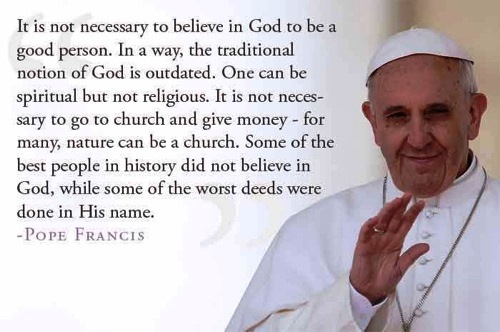 It is not necessary to believe in God to be a
good person. In a way, the traditional
notion of God is outdated. One can be
spiritual but not religious. It is not neces-
sary to go to church and give money - for
many, nature can be a church. Some of the
best people in history did not believe in
God, while some of the worst deeds were
done in His name.
-POPE FRANCIS